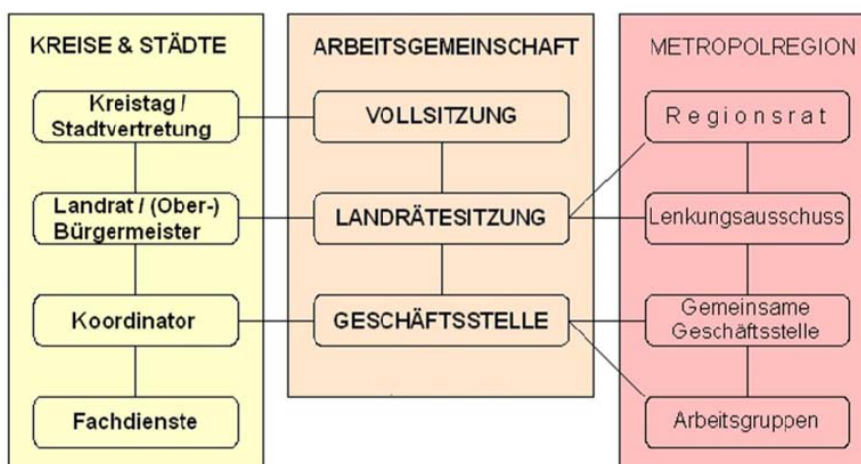 KREISE & STÄDTE
Kreistag /
Stadtvertretung
Landrat / (Ober-)
Bürgermeister
Koordinator
Fachdienste
ARBEITSGEMEINSCHAFT
VOLLSITZUNG
LANDRÄTESITZUNG
GESCHÄFTSSTELLE
METROPOLREGION
Regionsrat
Lenkungsausschuss
Gemeinsame
Geschäftsstelle
Arbeitsgruppen